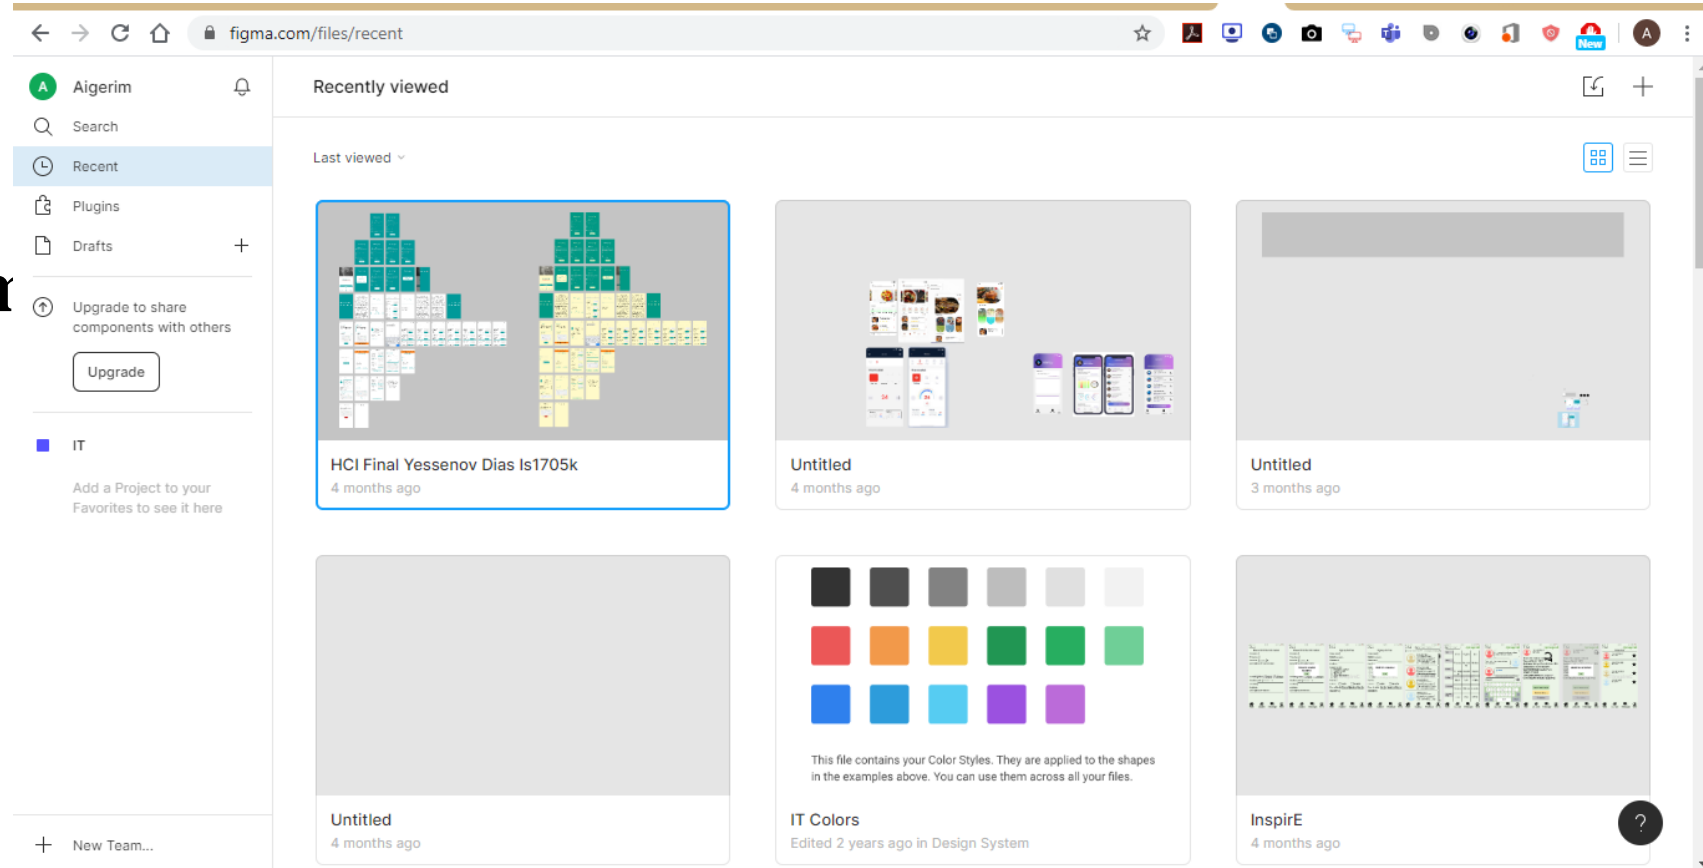 figma.com/files/recent
New
A
A
Aigerim
Recently viewed
Search
Recent
Last viewed
Plugins
Drafts
Upgrade to share
components with others
Upgrade
IT
Add a Project to your
Favorites to see it here
HCI Final Yessenov Dias Is1705k
4 months ago
Untitled
4 months ago
Untitled
3 months ago
This file contains your Color Styles. They are applied to the shapes
in the examples above. You can use them across all your files.
Untitled
4 months ago
IT Colors
Edited 2 years ago in Design System
InspirE
4 months ago
?
New Team...